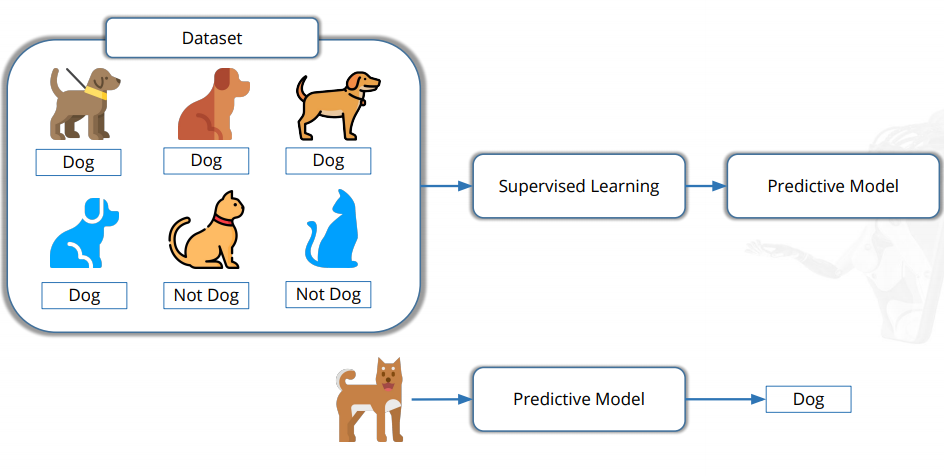 Dataset
Dog
Dog
Dog
Dog
Not Dog
Not Dog
Supervised Learning
Predictive Model
Predictive Model
Dog